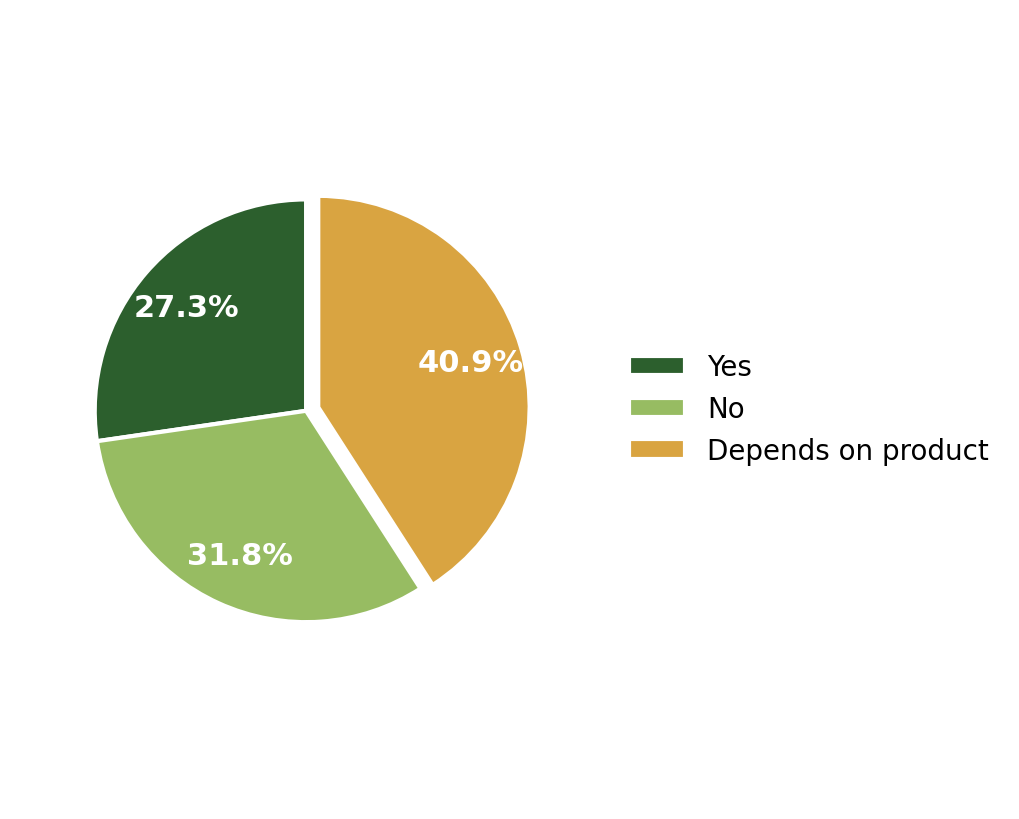 27.3%
40.9%
31.8%
Yes
No
Depends on product